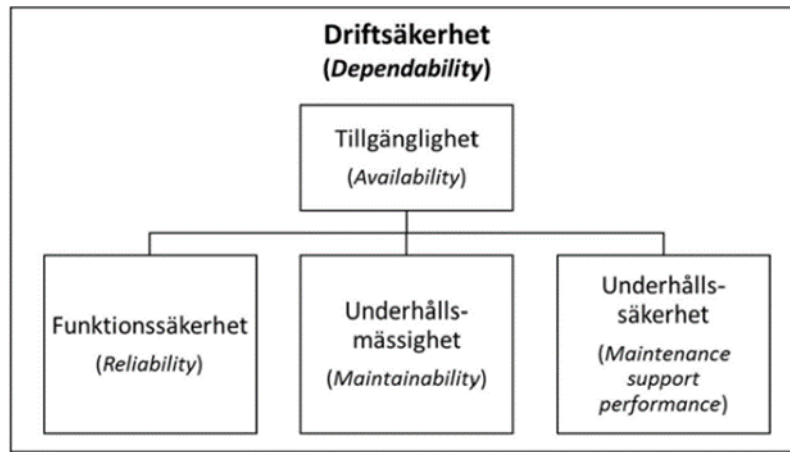 Driftsäkerhet
(Dependability)
Tillgänglighet
(Availability)
Funktionssäkerhet
(Reliability)
Underhålls-
mässighet
(Maintainability)
Underhålls-
säkerhet
(Maintenance
support
performance)